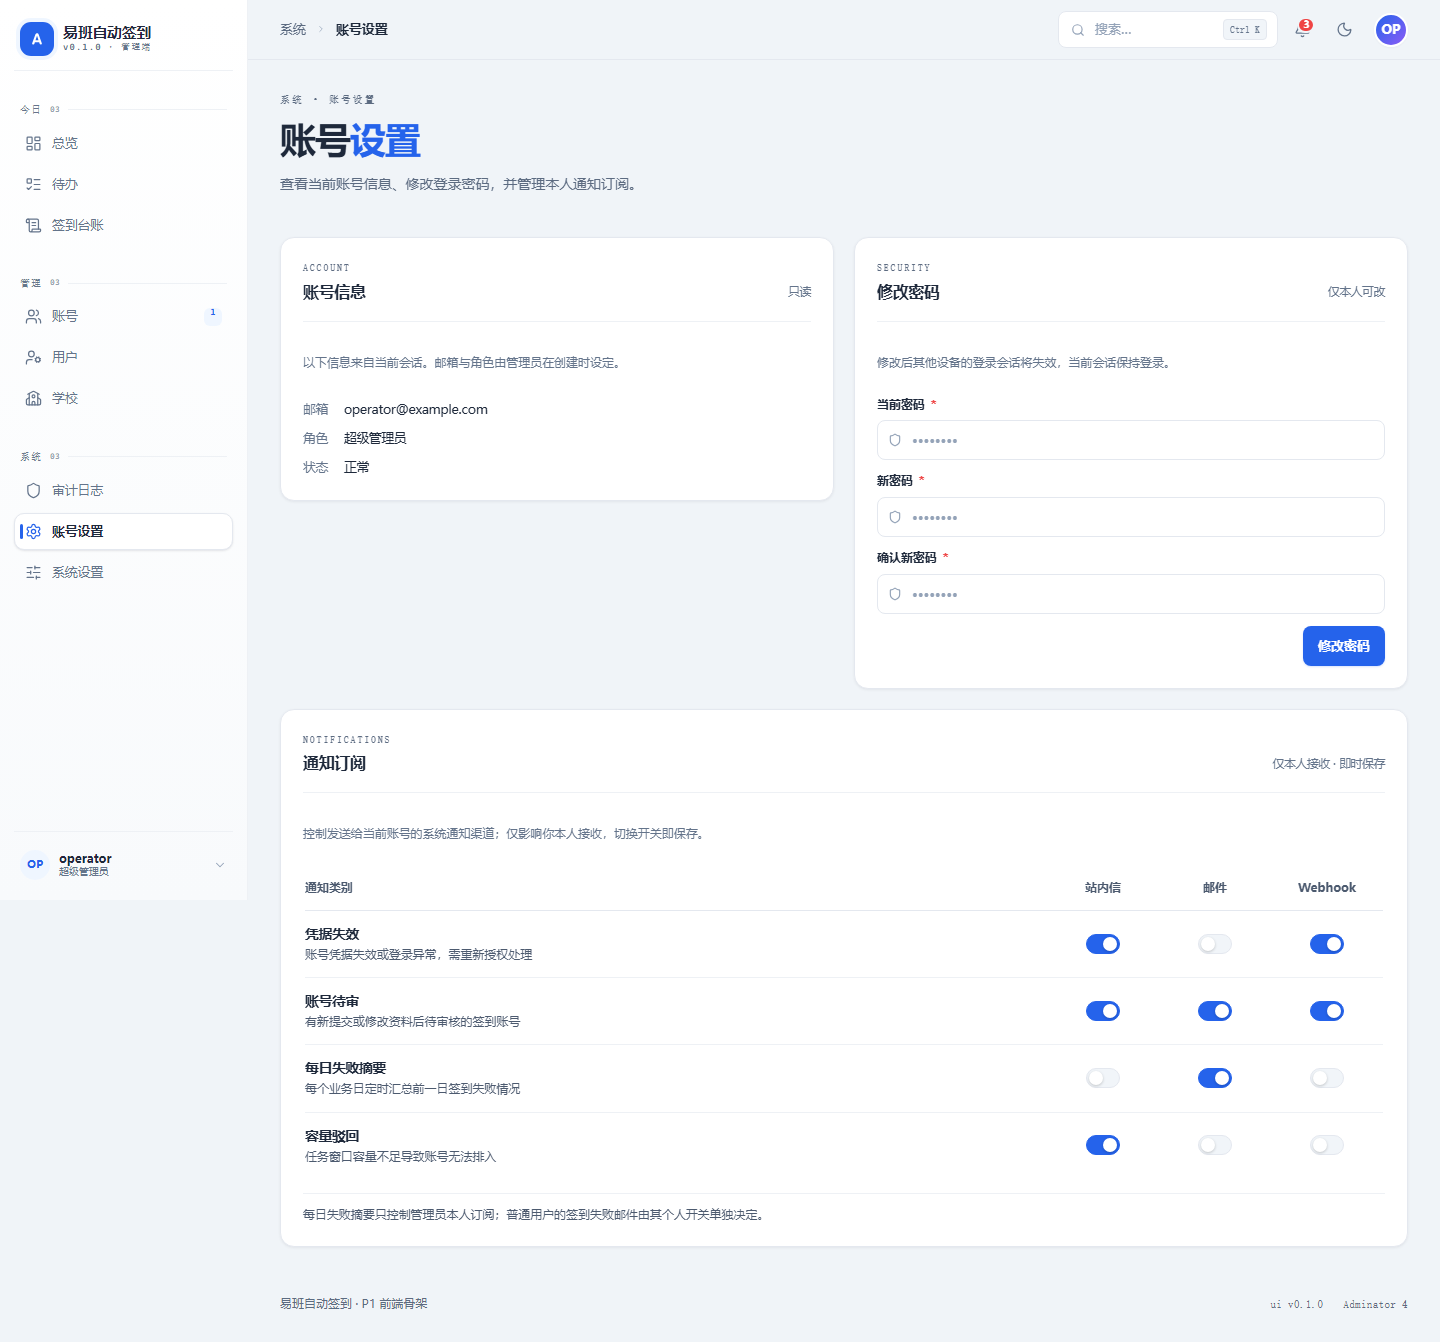 A
易班自动签到
v0.1.0 · 管理端
今日 03
总览
待办
签到台账
管理 03
账号 1
用户
学校
系统 03
审计日志
账号设置
系统设置
OP
operator
超级管理员
系统 › 账号设置
搜索... Ctrl K
3
OP
系统 · 账号设置
账号设置
查看当前账号信息、修改登录密码，并管理本人通知订阅。
ACCOUNT
账号信息
只读
以下信息来自当前会话。邮箱与角色由管理员在创建时设定。
邮箱 operator@example.com
角色 超级管理员
状态 正常
SECURITY
修改密码
仅本人可改
修改后其他设备的登录会话将失效，当前会话保持登录。
当前密码 *
••••••••
新密码 *
••••••••
确认新密码 *
••••••••
修改密码
NOTIFICATIONS
通知订阅
仅本人接收 · 即时保存
控制发送给当前账号的系统通知渠道；仅影响你本人接收，切换开关即保存。
通知类别 站内信 邮件 Webhook
凭据失效
账号凭据失效或登录异常，需重新授权处理
账号待审
有新提交或修改资料后待审核的签到账号
每日失败摘要
每个业务日定时汇总前一日签到失败情况
容量驳回
任务窗口容量不足导致账号无法排入
每日失败摘要只控制管理员本人订阅；普通用户的签到失败邮件由其个人开关单独决定。
易班自动签到 · P1 前端骨架
ui v0.1.0 Adminator 4